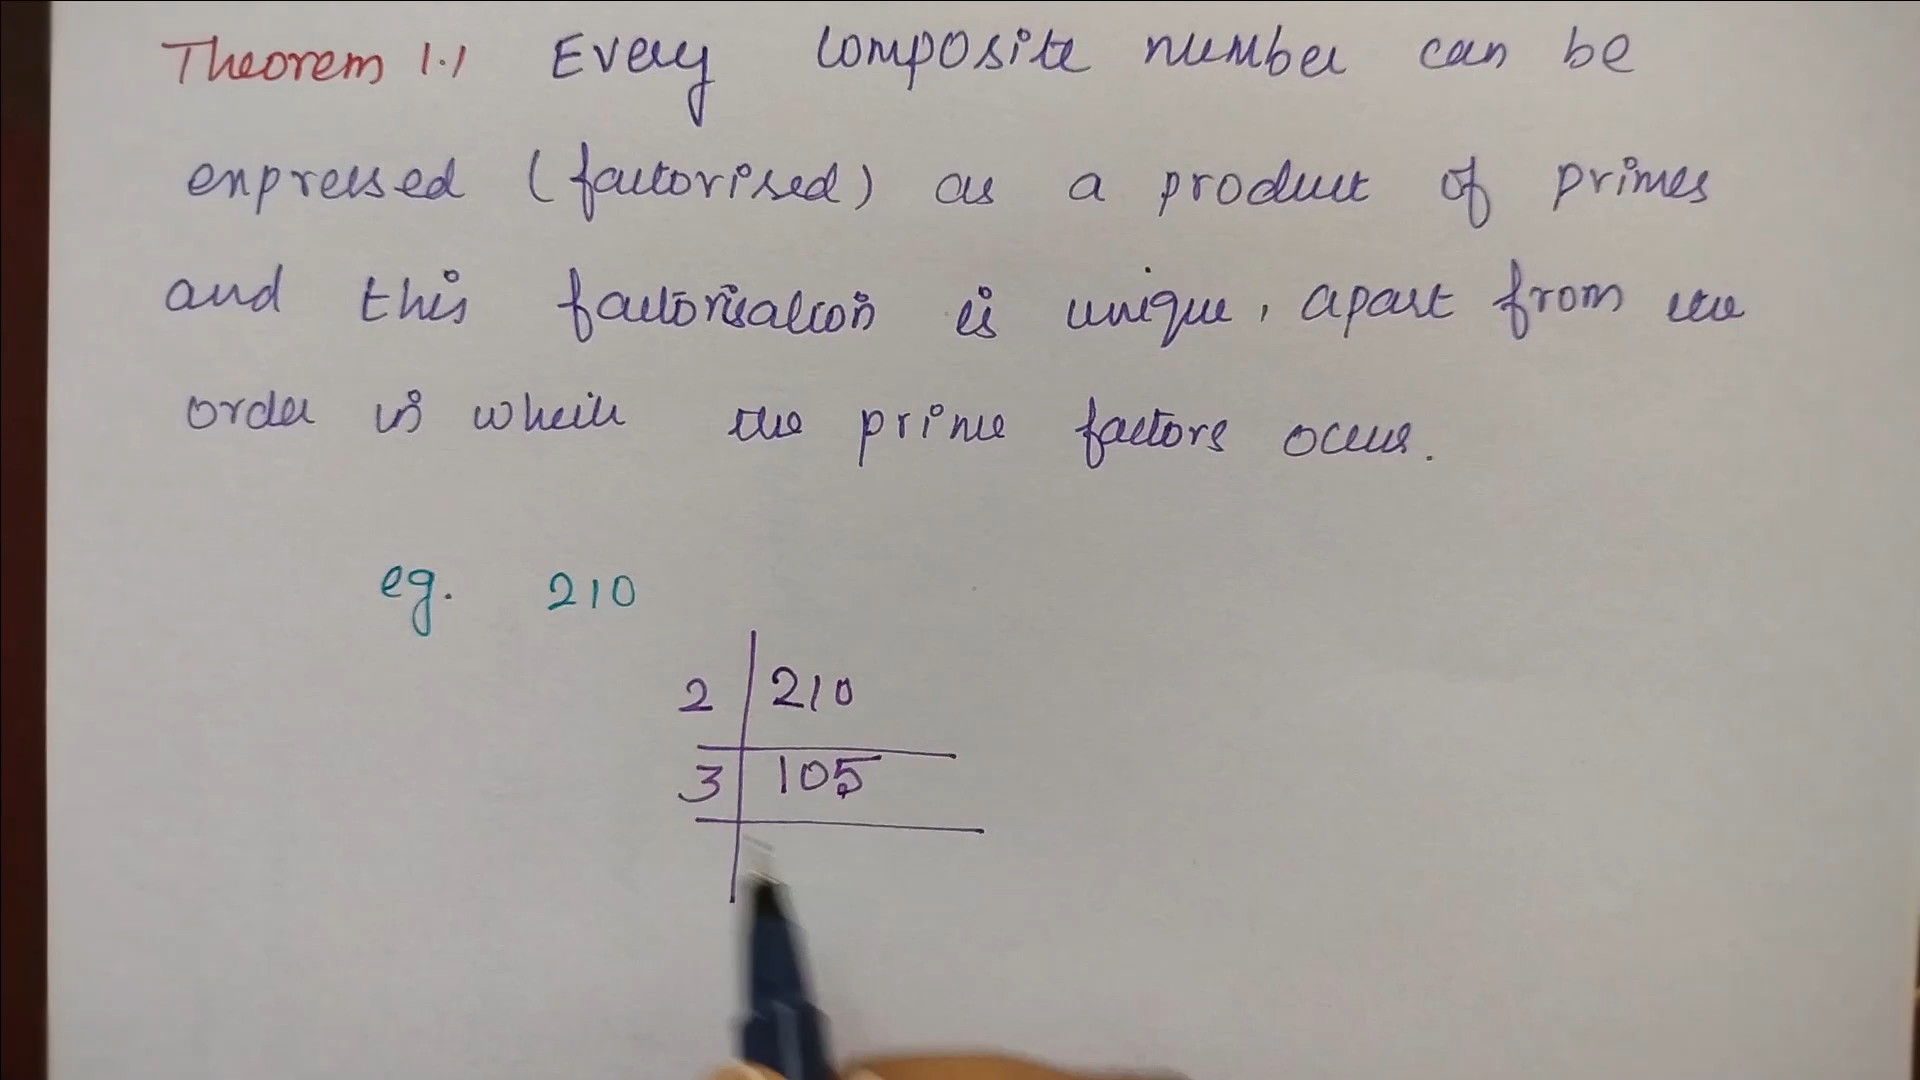 Theorem 1.1 Every composite number can be
expressed (factorised) as a product of primes
and this factorisation is unique, apart from the
order in which the prime factors occur.
eg. 210
2 | 210
3 | 105